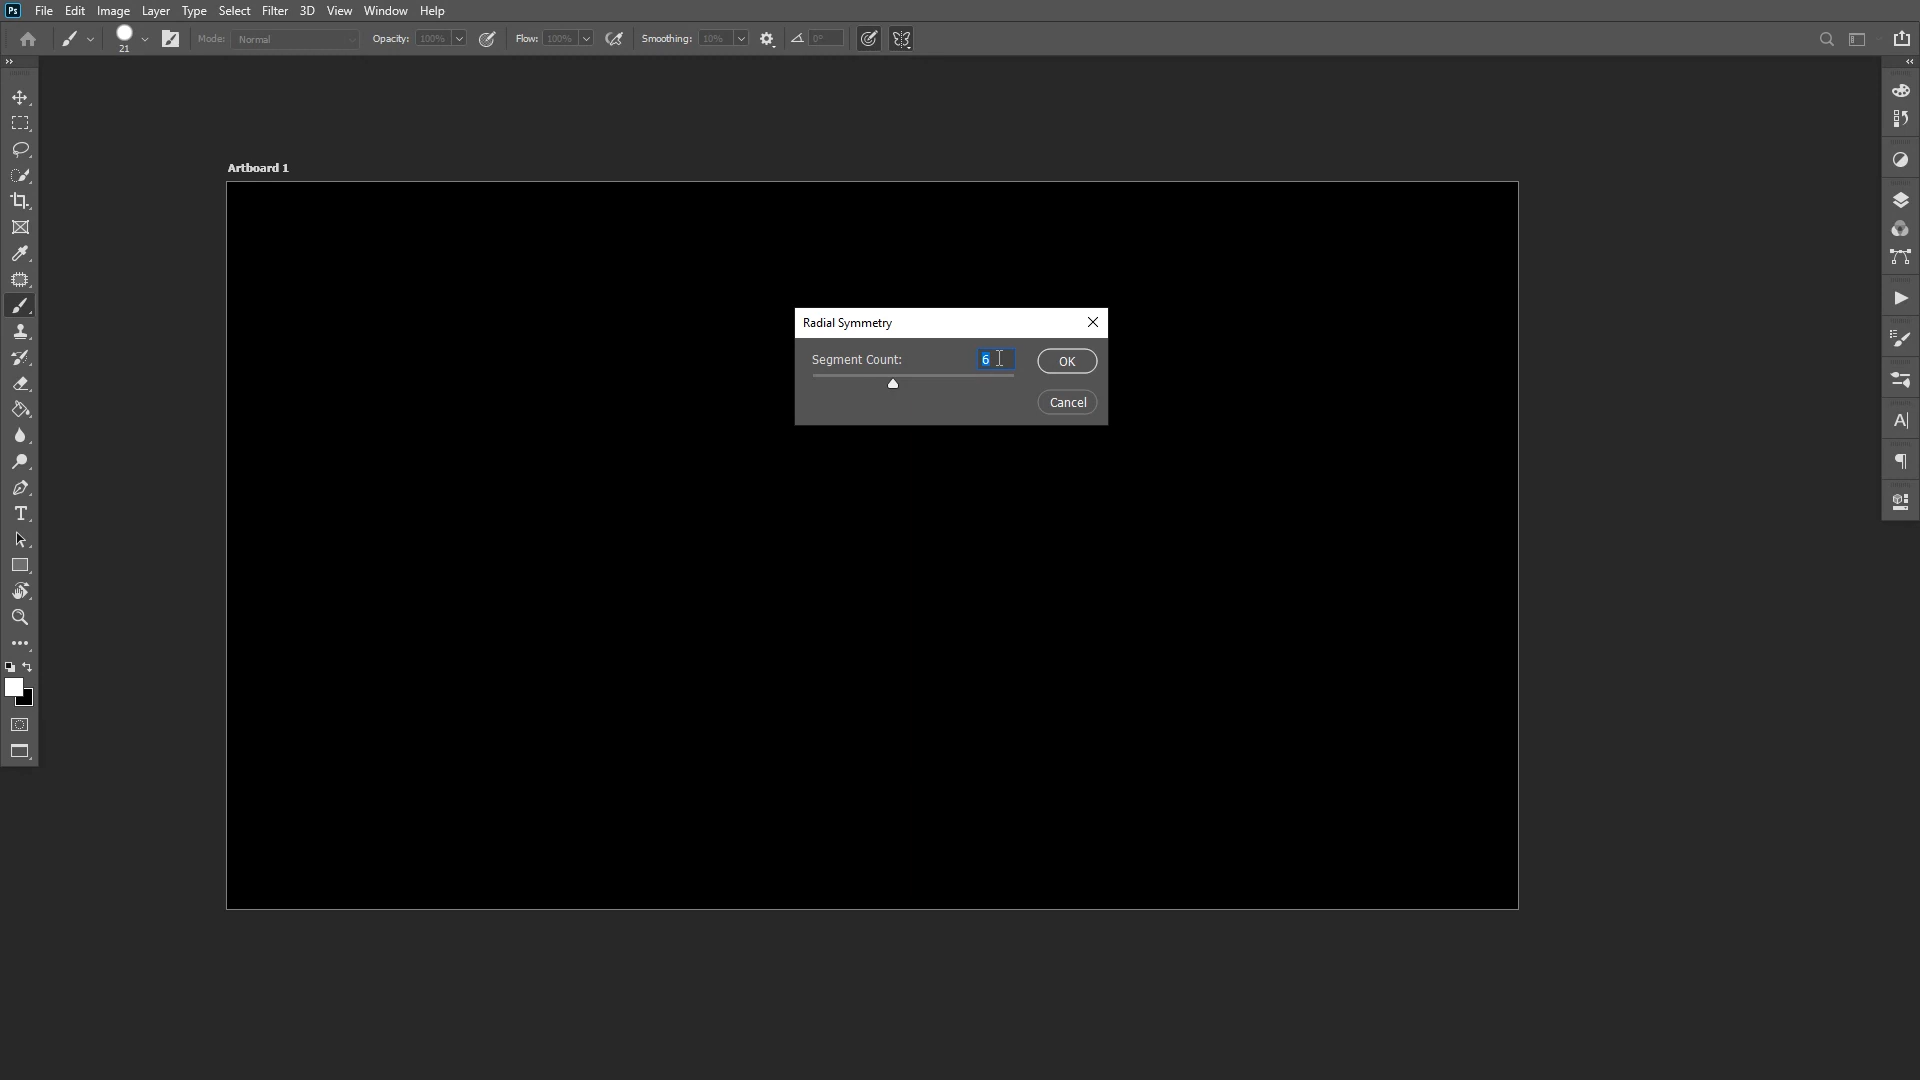 Ps File Edit Image Layer Type Select Filter 3D View Window Help
21 Mode: Normal Opacity: 100% Flow: 100% Smoothing: 10% 0°
Artboard 1
Radial Symmetry
Segment Count: 6 OK
Cancel